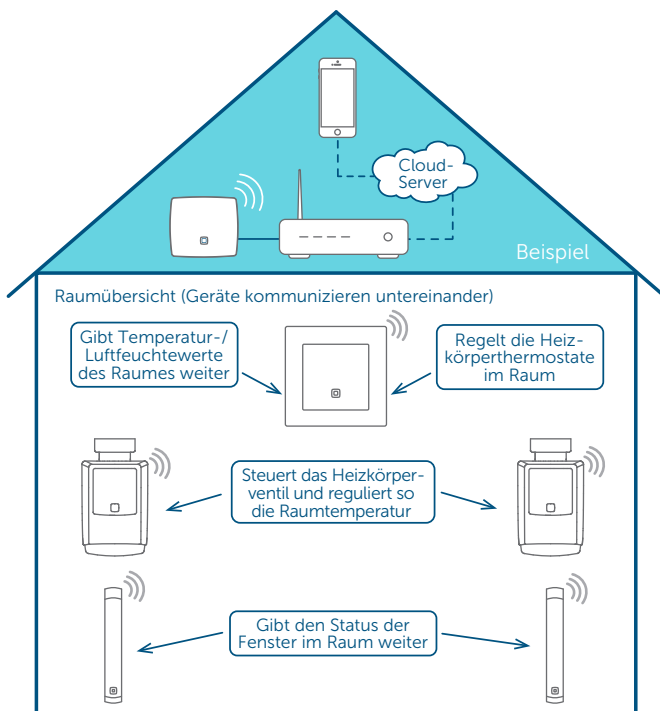 Cloud-
Server
Beispiel
Raumübersicht (Geräte kommunizieren untereinander)
Gibt Temperatur-/
Luftfeuchtewerte
des Raumes weiter
Regelt die Heiz-
körperthermostate
im Raum
Steuert das Heizkörper-
ventil und reguliert so
die Raumtemperatur
Gibt den Status der
Fenster im Raum weiter